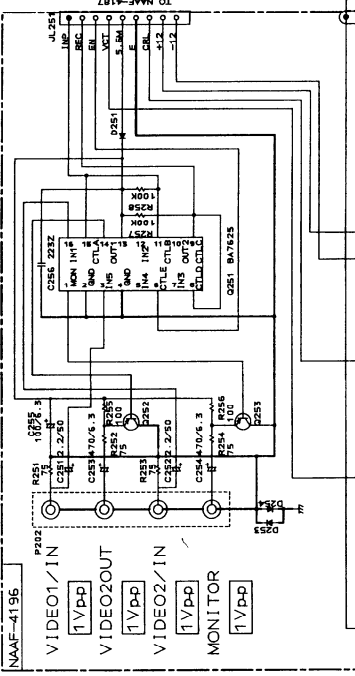 NAAF-4196
TO NAAF-4187
JL251
INP
REC
EN
VCT
5.6M
E
CRL
+12
-12
D251
100K
R258
100K
R257
C256 223Z
16 15 14 13 12 11 10 9
MON IN1 CTLA OUT1 IN2 CTLB OUT2 CTLC
GND IN5 GND IN4 CTLE IN3 CTLD
1 2 3 4 5 6 7 8
Q251 BA7625
C255
100/6.3
R251
75
C251
2.2/50
R255
100
C253
470/6.3
R252
75
Q252
R253
75
C252
2.2/50
R256
100
C254
470/6.3
R254
75
Q253
P202
D254
D253
VIDEO1/IN
1Vp-p
VIDEO2OUT
1Vp-p
VIDEO2/IN
1Vp-p
MONITOR
1Vp-p